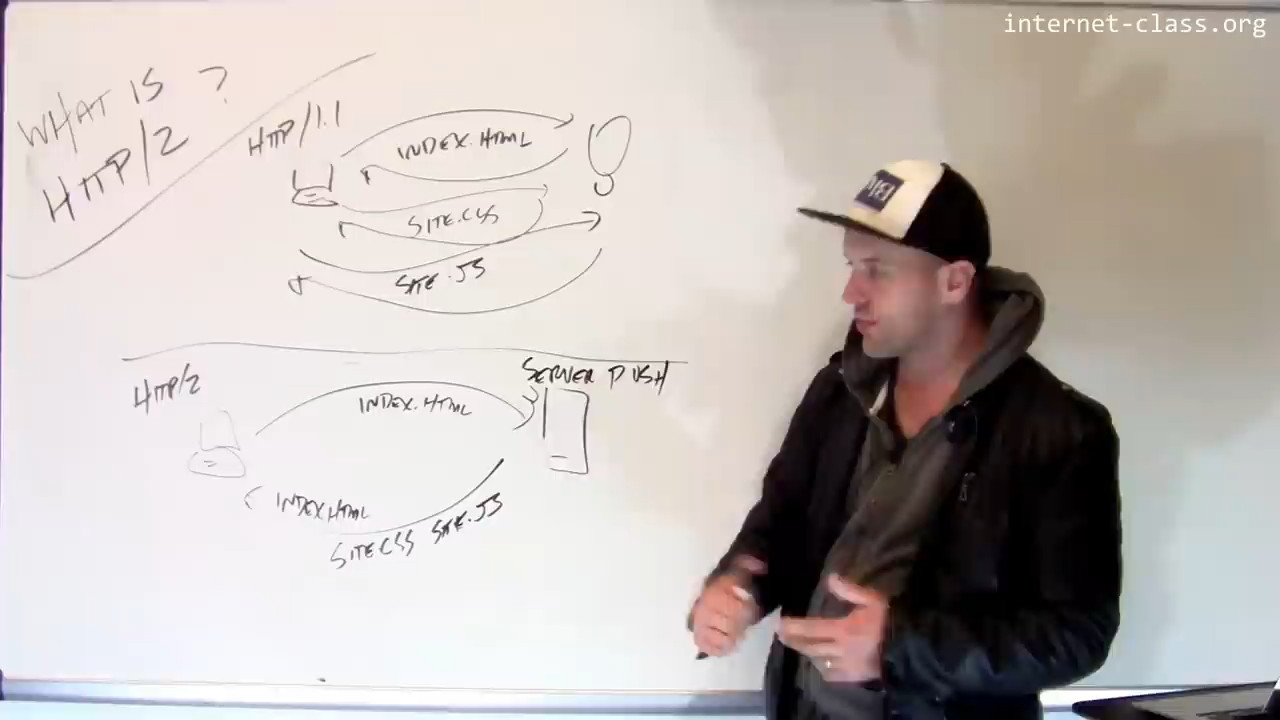 internet-class.org
WHAT IS
HTTP/2 ?
HTTP/1.1
INDEX.HTML
SITE.CSS
SITE.JS
HTTP/2
SERVER PUSH
INDEX.HTML
INDEX.HTML
SITE.CSS SITE.JS